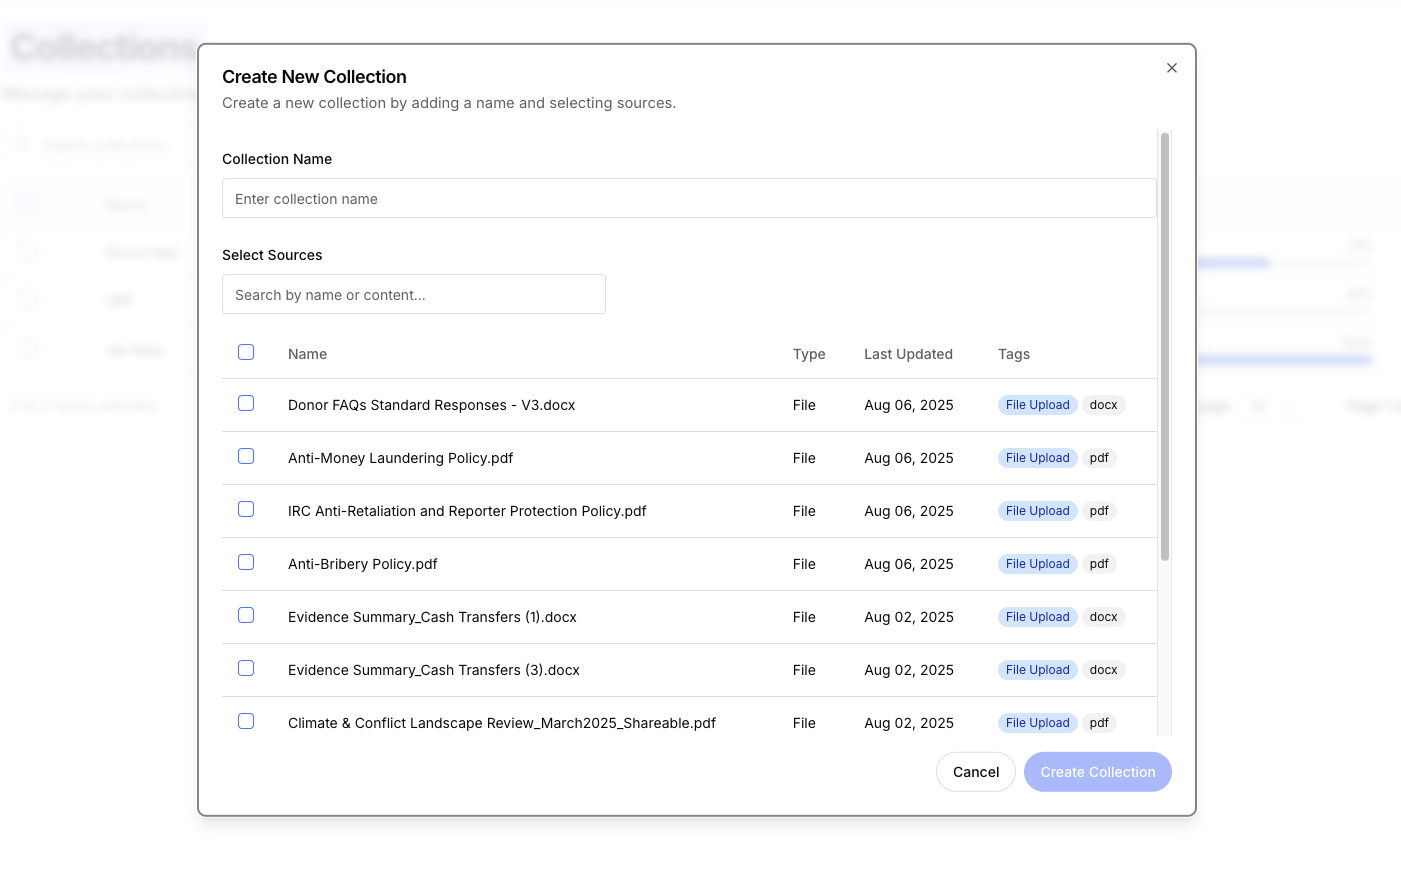 Collections
Create New Collection
Create a new collection by adding a name and selecting sources.
Collection Name
Enter collection name
Select Sources
Search by name or content...
Name Type Last Updated Tags
Donor FAQs Standard Responses - V3.docx File Aug 06, 2025 File Upload docx
Anti-Money Laundering Policy.pdf File Aug 06, 2025 File Upload pdf
IRC Anti-Retaliation and Reporter Protection Policy.pdf File Aug 06, 2025 File Upload pdf
Anti-Bribery Policy.pdf File Aug 06, 2025 File Upload pdf
Evidence Summary_Cash Transfers (1).docx File Aug 02, 2025 File Upload docx
Evidence Summary_Cash Transfers (3).docx File Aug 02, 2025 File Upload docx
Climate & Conflict Landscape Review_March2025_Shareable.pdf File Aug 02, 2025 File Upload pdf
Cancel Create Collection